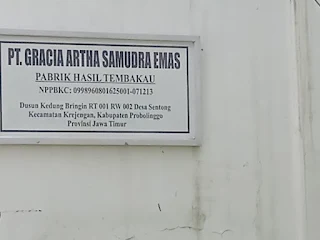 PT. GRACIA ARTHA SAMUDRA EMAS
PABRIK HASIL TEMBAKAU
NPPBKC: 0998960801625001-071213
Dusun Kedung Bringin RT 001 RW 002 Desa Sentong
Kecamatan Krejengan, Kabupaten Probolinggo
Provinsi Jawa Timur